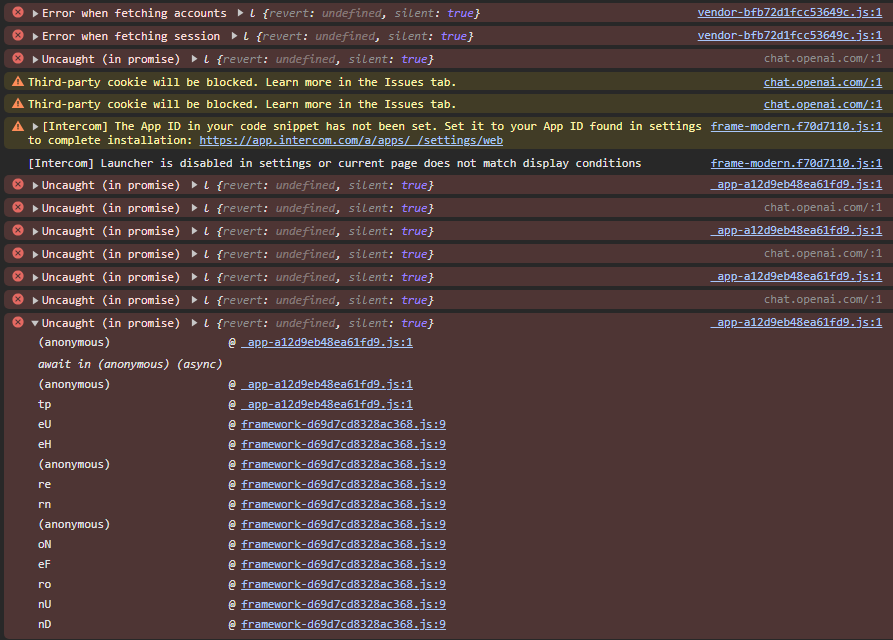 Error when fetching accounts l {revert: undefined, silent: true} vendor-bfb72d1fcc53649c.js:1
Error when fetching session l {revert: undefined, silent: true} vendor-bfb72d1fcc53649c.js:1
Uncaught (in promise) l {revert: undefined, silent: true} chat.openai.com/:1
Third-party cookie will be blocked. Learn more in the Issues tab. chat.openai.com/:1
Third-party cookie will be blocked. Learn more in the Issues tab. chat.openai.com/:1
[Intercom] The App ID in your code snippet has not been set. Set it to your App ID found in settings frame-modern.f70d7110.js:1
to complete installation: https://app.intercom.com/a/apps/_/settings/web
[Intercom] Launcher is disabled in settings or current page does not match display conditions frame-modern.f70d7110.js:1
Uncaught (in promise) l {revert: undefined, silent: true} _app-a12d9eb48ea61fd9.js:1
Uncaught (in promise) l {revert: undefined, silent: true} chat.openai.com/:1
Uncaught (in promise) l {revert: undefined, silent: true} _app-a12d9eb48ea61fd9.js:1
Uncaught (in promise) l {revert: undefined, silent: true} chat.openai.com/:1
Uncaught (in promise) l {revert: undefined, silent: true} _app-a12d9eb48ea61fd9.js:1
Uncaught (in promise) l {revert: undefined, silent: true} chat.openai.com/:1
Uncaught (in promise) l {revert: undefined, silent: true} _app-a12d9eb48ea61fd9.js:1
(anonymous) @ _app-a12d9eb48ea61fd9.js:1
await in (anonymous) (async)
(anonymous) @ _app-a12d9eb48ea61fd9.js:1
tp @ _app-a12d9eb48ea61fd9.js:1
eU @ framework-d69d7cd8328ac368.js:9
eH @ framework-d69d7cd8328ac368.js:9
(anonymous) @ framework-d69d7cd8328ac368.js:9
re @ framework-d69d7cd8328ac368.js:9
rn @ framework-d69d7cd8328ac368.js:9
(anonymous) @ framework-d69d7cd8328ac368.js:9
oN @ framework-d69d7cd8328ac368.js:9
eF @ framework-d69d7cd8328ac368.js:9
ro @ framework-d69d7cd8328ac368.js:9
nU @ framework-d69d7cd8328ac368.js:9
nD @ framework-d69d7cd8328ac368.js:9